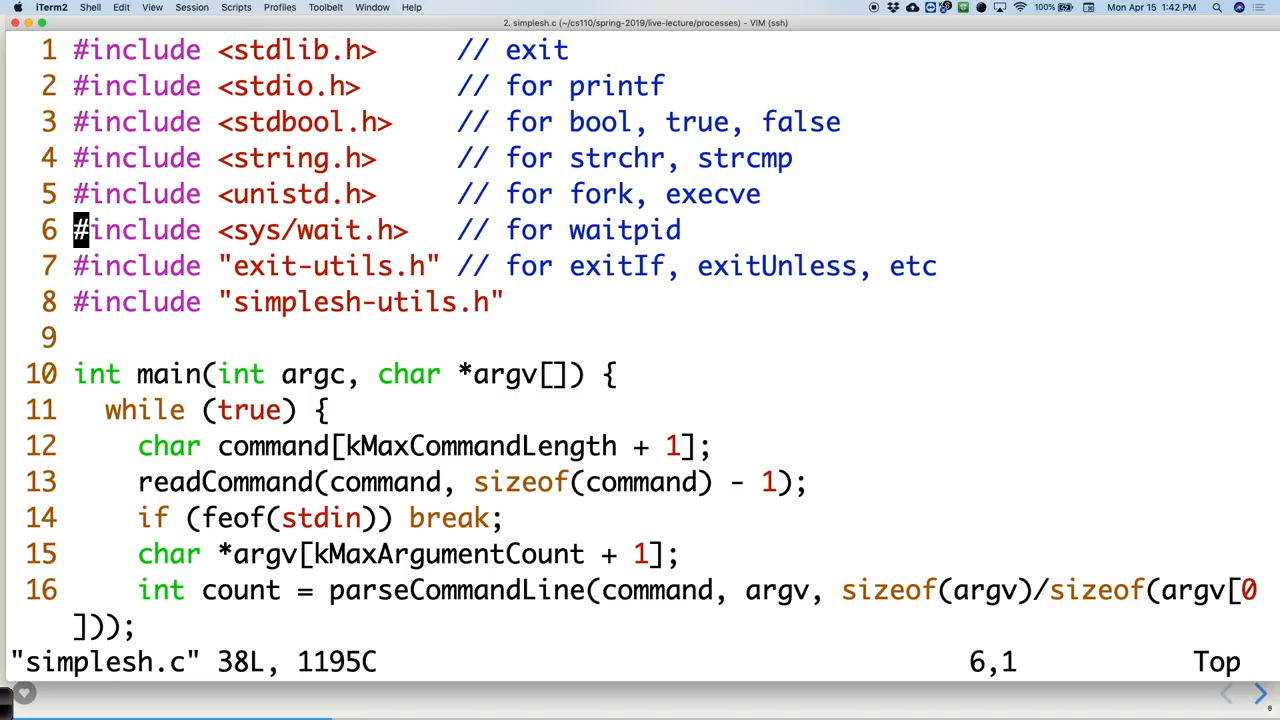 iTerm2 Shell Edit View Session Scripts Profiles Toolbelt Window Help 100% Mon Apr 15 1:42 PM
2. simplesh.c (~/cs110/spring-2019/live-lecture/processes) - VIM (ssh)
1 #include <stdlib.h> // exit
2 #include <stdio.h> // for printf
3 #include <stdbool.h> // for bool, true, false
4 #include <string.h> // for strchr, strcmp
5 #include <unistd.h> // for fork, execve
6 #include <sys/wait.h> // for waitpid
7 #include "exit-utils.h" // for exitIf, exitUnless, etc
8 #include "simplesh-utils.h"
9
10 int main(int argc, char *argv[]) {
11 while (true) {
12 char command[kMaxCommandLength + 1];
13 readCommand(command, sizeof(command) - 1);
14 if (feof(stdin)) break;
15 char *argv[kMaxArgumentCount + 1];
16 int count = parseCommandLine(command, argv, sizeof(argv)/sizeof(argv[0
]));
"simplesh.c" 38L, 1195C 6,1 Top
8